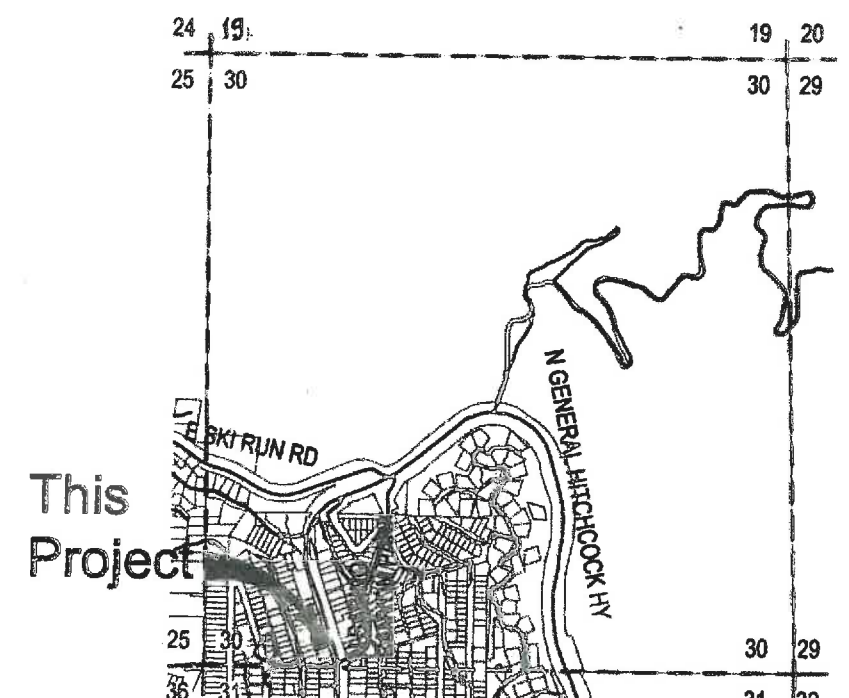 24 19 19 20
25 30 30 29
N GENERAL HITCHCOCK HY
E SKI RUN RD
This
Project
25 30 30 29
36 31